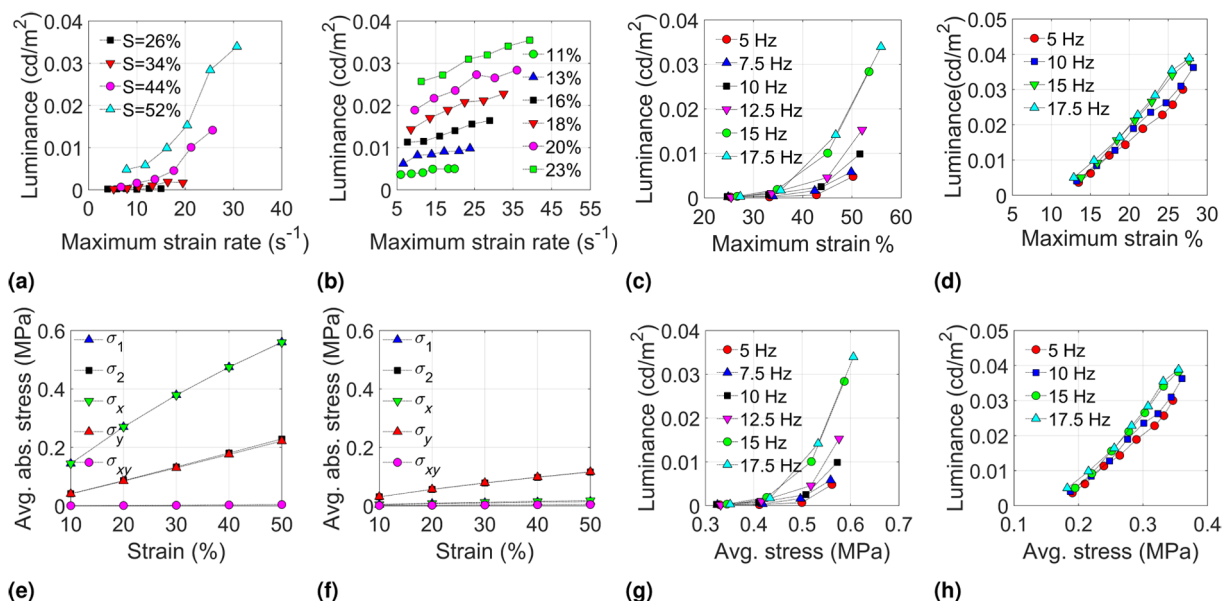 Luminance (cd/m²)
0.04
0.03
0.02
0.01
0
S=26%
S=34%
S=44%
S=52%
0 10 20 30 40
Maximum strain rate (s⁻¹)
(a)
Luminance (cd/m²)
0.04
0.03
0.02
0.01
0
11%
13%
16%
18%
20%
23%
5 15 25 35 45 55
Maximum strain rate (s⁻¹)
(b)
Luminance (cd/m²)
0.04
0.03
0.02
0.01
0
5 Hz
7.5 Hz
10 Hz
12.5 Hz
15 Hz
17.5 Hz
20 30 40 50 60
Maximum strain %
(c)
Luminance(cd/m²)
0.05
0.04
0.03
0.02
0.01
0
5 Hz
10 Hz
15 Hz
17.5 Hz
5 10 15 20 25 30
Maximum strain %
(d)
Avg. abs. stress (MPa)
0.6
0.4
0.2
0
σ₁
σ₂
σₓ
σ_y
σ_xy
10 20 30 40 50
Strain (%)
(e)
Avg. abs. stress (MPa)
0.6
0.4
0.2
0
σ₁
σ₂
σₓ
σ_y
σ_xy
10 20 30 40 50
Strain (%)
(f)
Luminance (cd/m²)
0.04
0.03
0.02
0.01
0
5 Hz
7.5 Hz
10 Hz
12.5 Hz
15 Hz
17.5 Hz
0.3 0.4 0.5 0.6 0.7
Avg. stress (MPa)
(g)
Luminance (cd/m²)
0.05
0.04
0.03
0.02
0.01
0
5 Hz
10 Hz
15 Hz
17.5 Hz
0.1 0.2 0.3 0.4
Avg. stress (MPa)
(h)